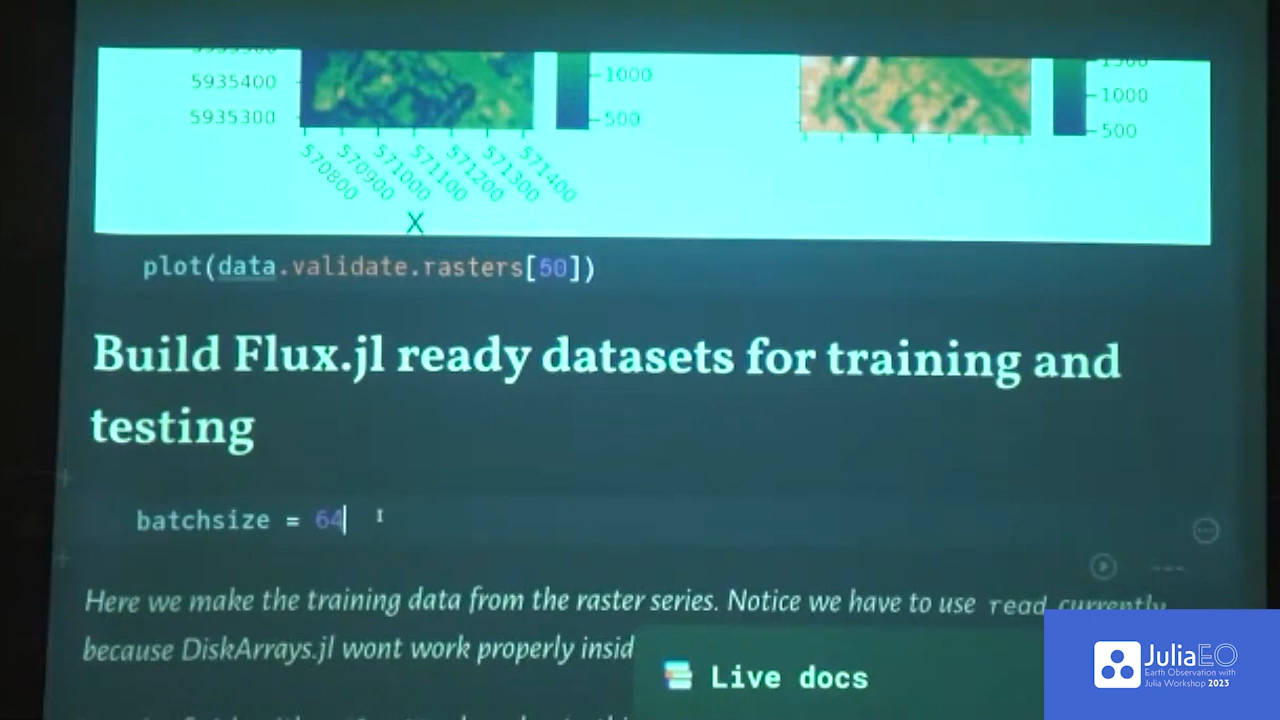 5935400
5935300
1000
500
1000
500
570800
570900
571000
571100
571200
571300
571400
X
plot(data.validate.rasters[50])
Build Flux.jl ready datasets for training and
testing
batchsize = 64
Here we make the training data from the raster series. Notice we have to use read currently
because DiskArrays.jl wont work properly insid
Live docs
JuliaEO
Earth Observation with
Julia Workshop 2023